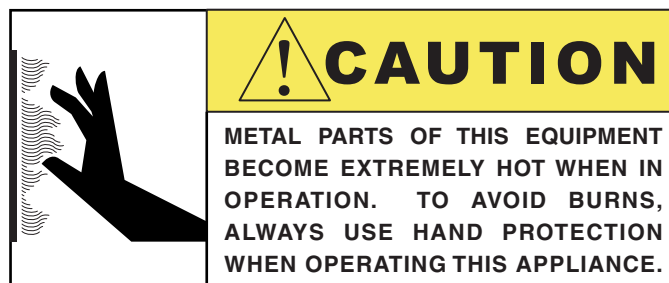 ! CAUTION
METAL PARTS OF THIS EQUIPMENT
BECOME EXTREMELY HOT WHEN IN
OPERATION. TO AVOID BURNS,
ALWAYS USE HAND PROTECTION
WHEN OPERATING THIS APPLIANCE.